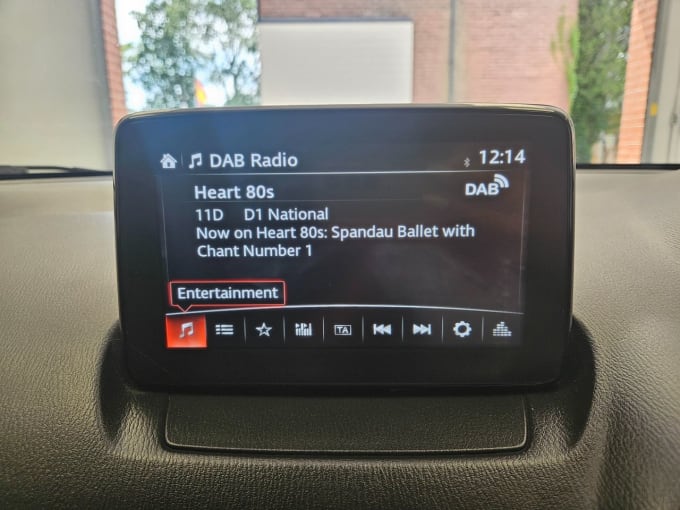 DAB Radio 12:14
Heart 80s DAB
11D D1 National
Now on Heart 80s: Spandau Ballet with
Chant Number 1
Entertainment
TA